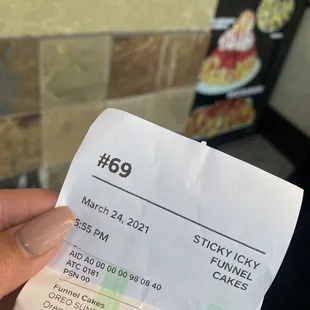 #69
March 24, 2021
5:55 PM
STICKY ICKY
FUNNEL
CAKES
AID A0 00 00 00 98 08 40
ATC 0181
PSN 00
Funnel Cakes
OREO